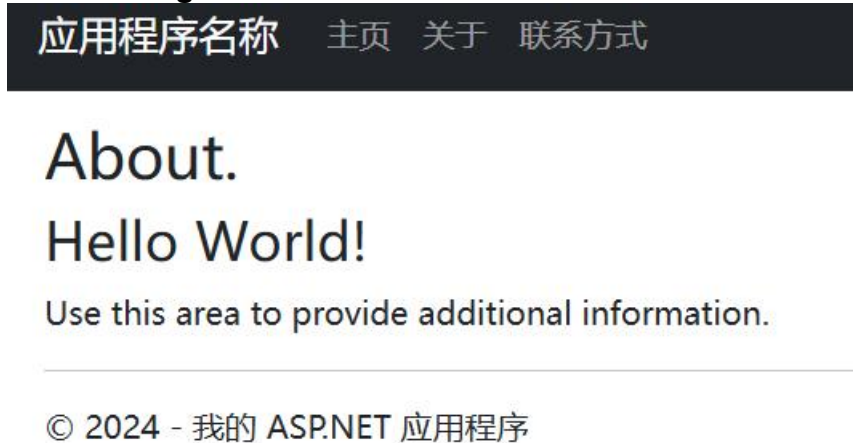 应用程序名称 主页 关于 联系方式
About.
Hello World!
Use this area to provide additional information.
© 2024 - 我的 ASP.NET 应用程序